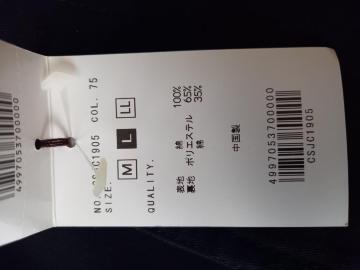 NO. CSJC1905 COL. 75
SIZE.
M L LL
QUALITY.
表地 綿 100%
裏地 ポリエステル 65%
綿 35%
中国製
4997053700000
CSJC1905
4997053700000